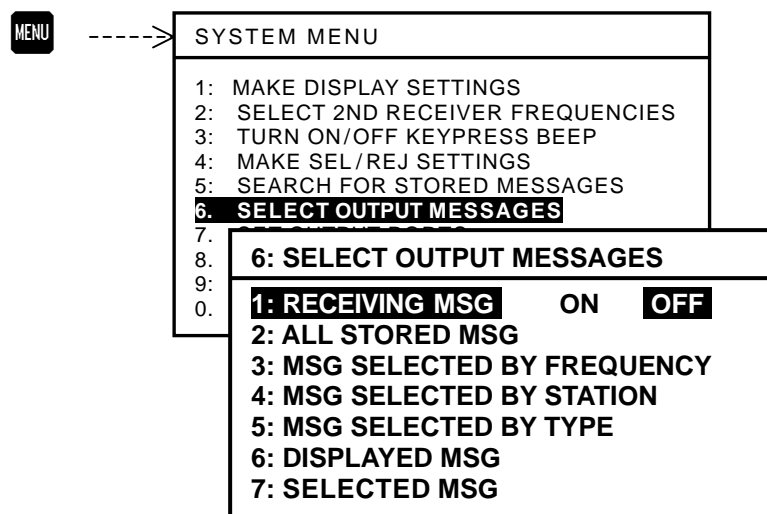 MENU
SYSTEM MENU
1: MAKE DISPLAY SETTINGS
2: SELECT 2ND RECEIVER FREQUENCIES
3: TURN ON/OFF KEYPRESS BEEP
4: MAKE SEL/REJ SETTINGS
5: SEARCH FOR STORED MESSAGES
6. SELECT OUTPUT MESSAGES
7.
8.
9:
0.
6: SELECT OUTPUT MESSAGES
1: RECEIVING MSG ON OFF
2: ALL STORED MSG
3: MSG SELECTED BY FREQUENCY
4: MSG SELECTED BY STATION
5: MSG SELECTED BY TYPE
6: DISPLAYED MSG
7: SELECTED MSG